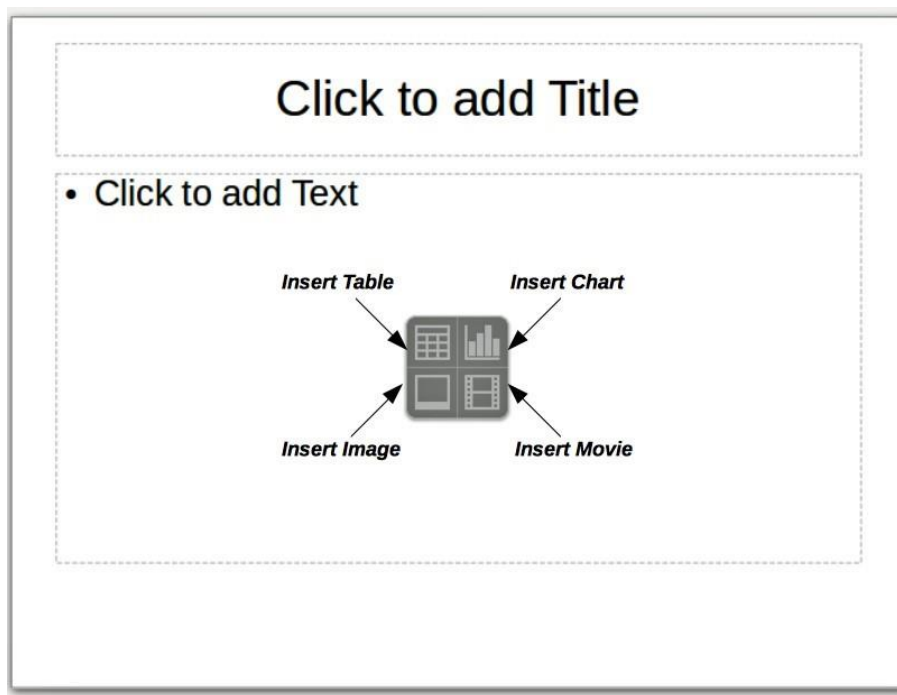 Click to add Title
• Click to add Text
Insert Table
Insert Chart
Insert Image
Insert Movie